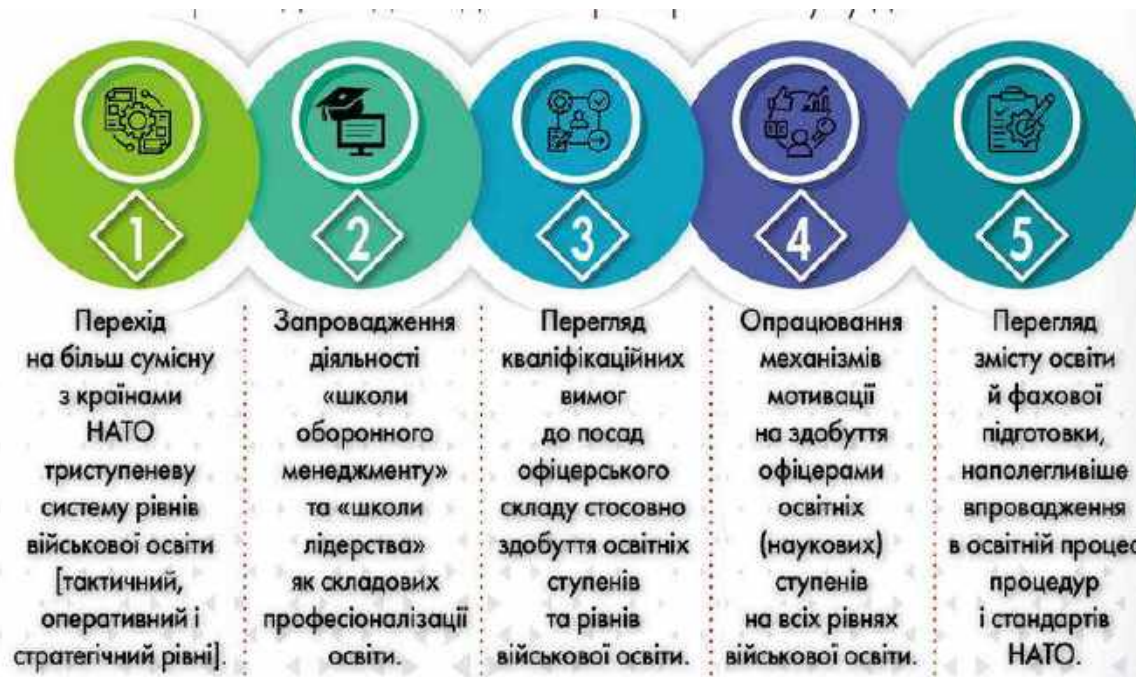 1
Перехід
на більш сумісну
з країнами
НАТО
триступеневу
систему рівнів
військової освіти
[тактичний,
оперативний і
стратегічний рівні].
2
Запровадження
діяльності
«школи
оборонного
менеджменту»
та «школи
лідерства»
як складових
професіоналізації
освіти.
3
Перегляд
кваліфікаційних
вимог
до посад
офіцерського
складу стосовно
здобуття освітніх
ступенів
та рівнів
військової освіти.
4
Опрацювання
механізмів
мотивації
на здобуття
офіцерами
освітніх
(наукових)
ступенів
на всіх рівнях
військової освіти.
5
Перегляд
змісту освіти
й фахової
підготовки,
наполегливіше
впровадження
в освітній процес
процедур
і стандартів
НАТО.